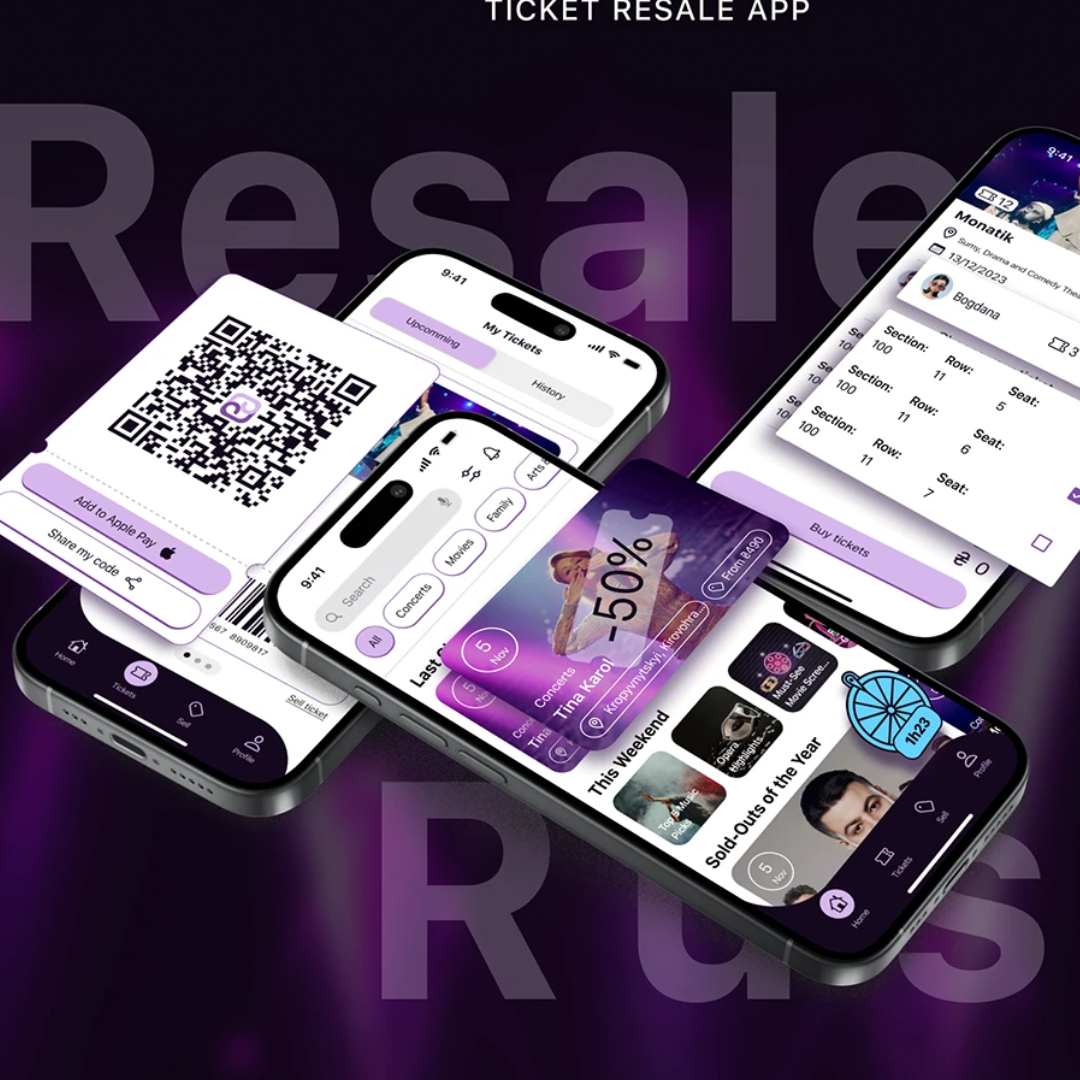 TICKET RESALE APP
Resale
9:41
12
Monatik
Sumy, Drama and Comedy Thea
13/12/2023
Bogdana
3
Section:
Row:
Seat:
100
11
5
Section:
Row:
Seat:
100
11
6
Section:
Row:
Seat:
100
11
7
Buy tickets
₴ 0
9:41
My Tickets
Upcomming
History
Add to Apple Pay
Share my code
567 8909817
Sell ticket
Home
Tickets
Sell
Profile
9:41
Search
All
Concerts
Movies
Family
Arts &
Last
5
Nov
-50%
From ₴490
Concerts
Tina Karol
Kropyvnytskyi, Kirovohra...
This Weekend
Top 5 Music
Picks
Opera
Highlights
Must-See
Movie Scree...
Sold-Outs of the Year
5
Nov
1h23
Home
Tickets
Sell
Profile
Rus